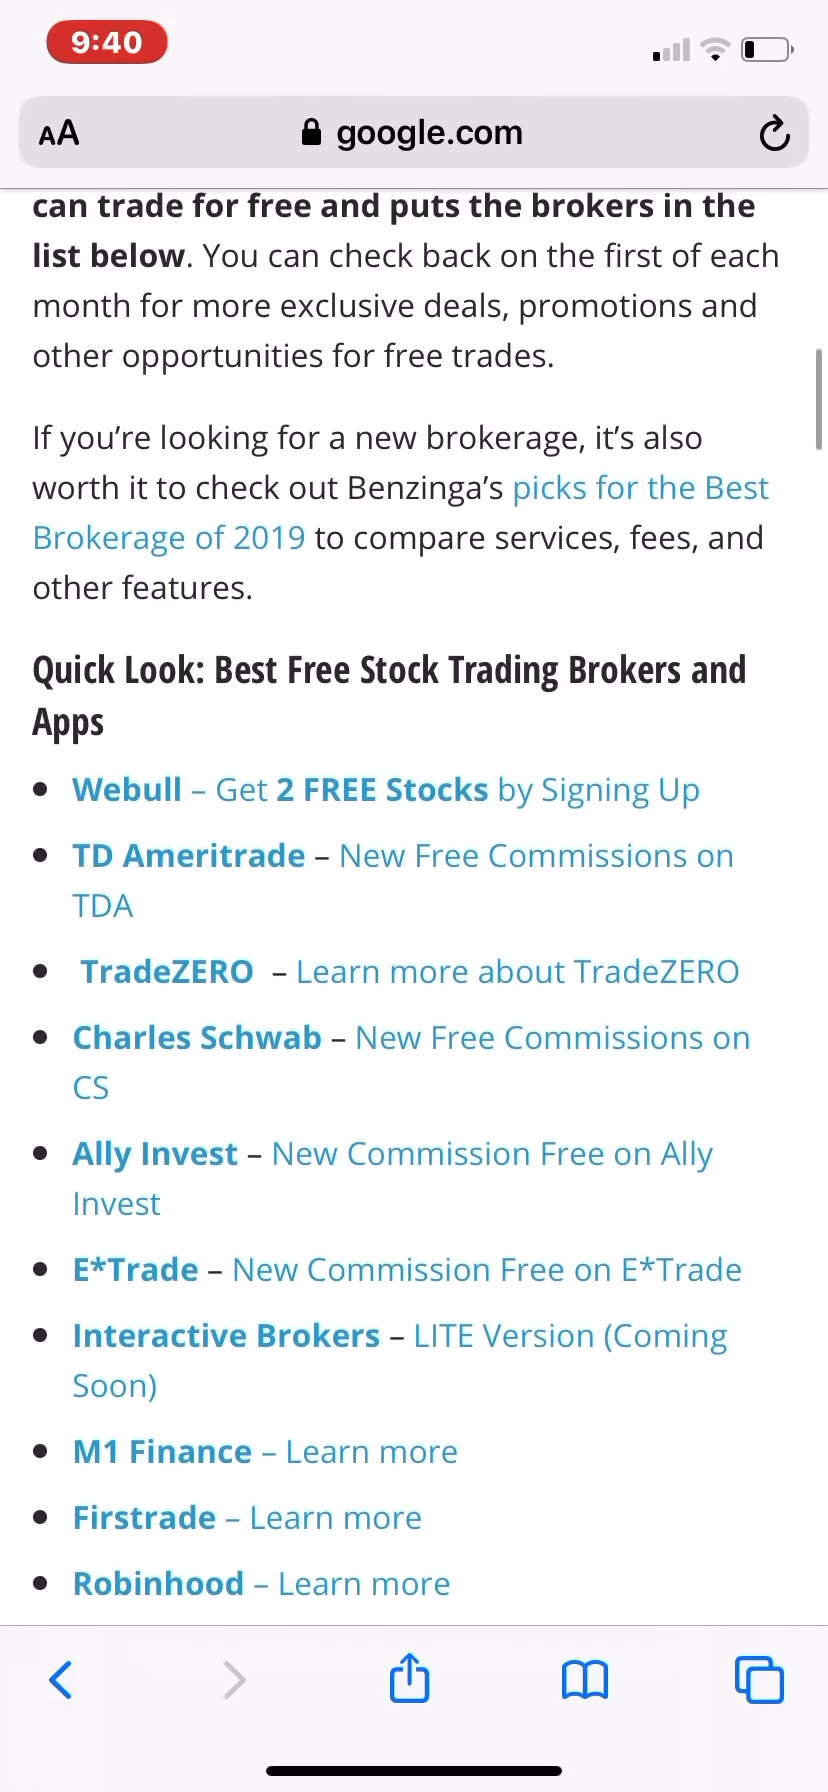 9:40
AA google.com
can trade for free and puts the brokers in the
list below. You can check back on the first of each
month for more exclusive deals, promotions and
other opportunities for free trades.
If you’re looking for a new brokerage, it’s also
worth it to check out Benzinga’s picks for the Best
Brokerage of 2019 to compare services, fees, and
other features.
Quick Look: Best Free Stock Trading Brokers and
Apps
• Webull – Get 2 FREE Stocks by Signing Up
• TD Ameritrade – New Free Commissions on
TDA
• TradeZERO – Learn more about TradeZERO
• Charles Schwab – New Free Commissions on
CS
• Ally Invest – New Commission Free on Ally
Invest
• E*Trade – New Commission Free on E*Trade
• Interactive Brokers – LITE Version (Coming
Soon)
• M1 Finance – Learn more
• Firstrade – Learn more
• Robinhood – Learn more